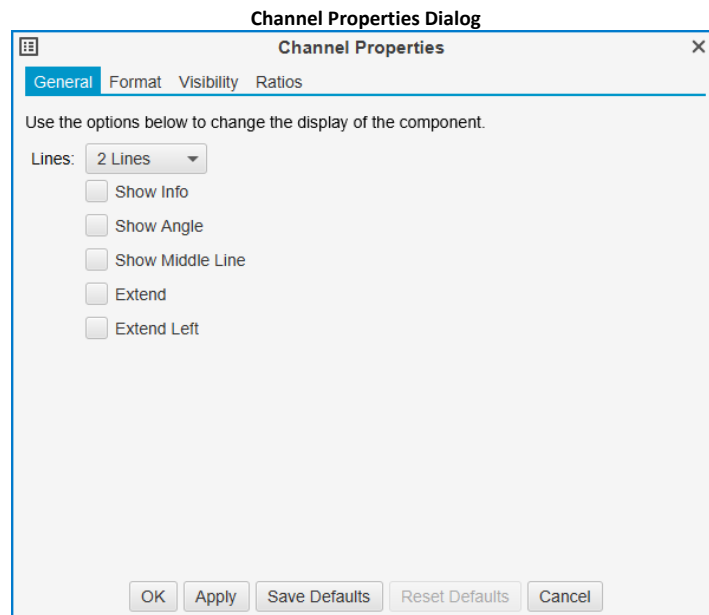 Channel Properties Dialog
Channel Properties
General Format Visibility Ratios
Use the options below to change the display of the component.
Lines: 2 Lines
Show Info
Show Angle
Show Middle Line
Extend
Extend Left
OK Apply Save Defaults Reset Defaults Cancel